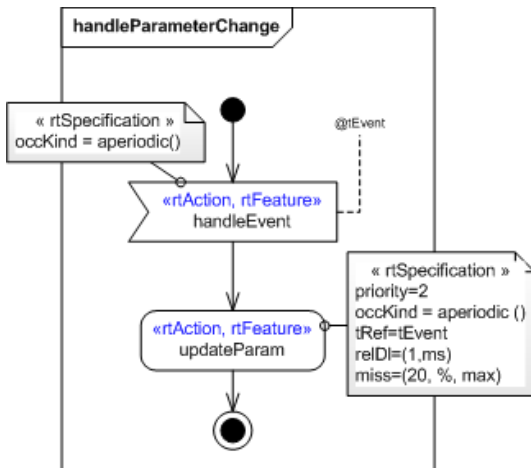 handleParameterChange
« rtSpecification »
occKind = aperiodic()
@tEvent
«rtAction, rtFeature»
handleEvent
«rtAction, rtFeature»
updateParam
« rtSpecification »
priority=2
occKind = aperiodic ()
tRef=tEvent
relDl=(1,ms)
miss=(20, %, max)